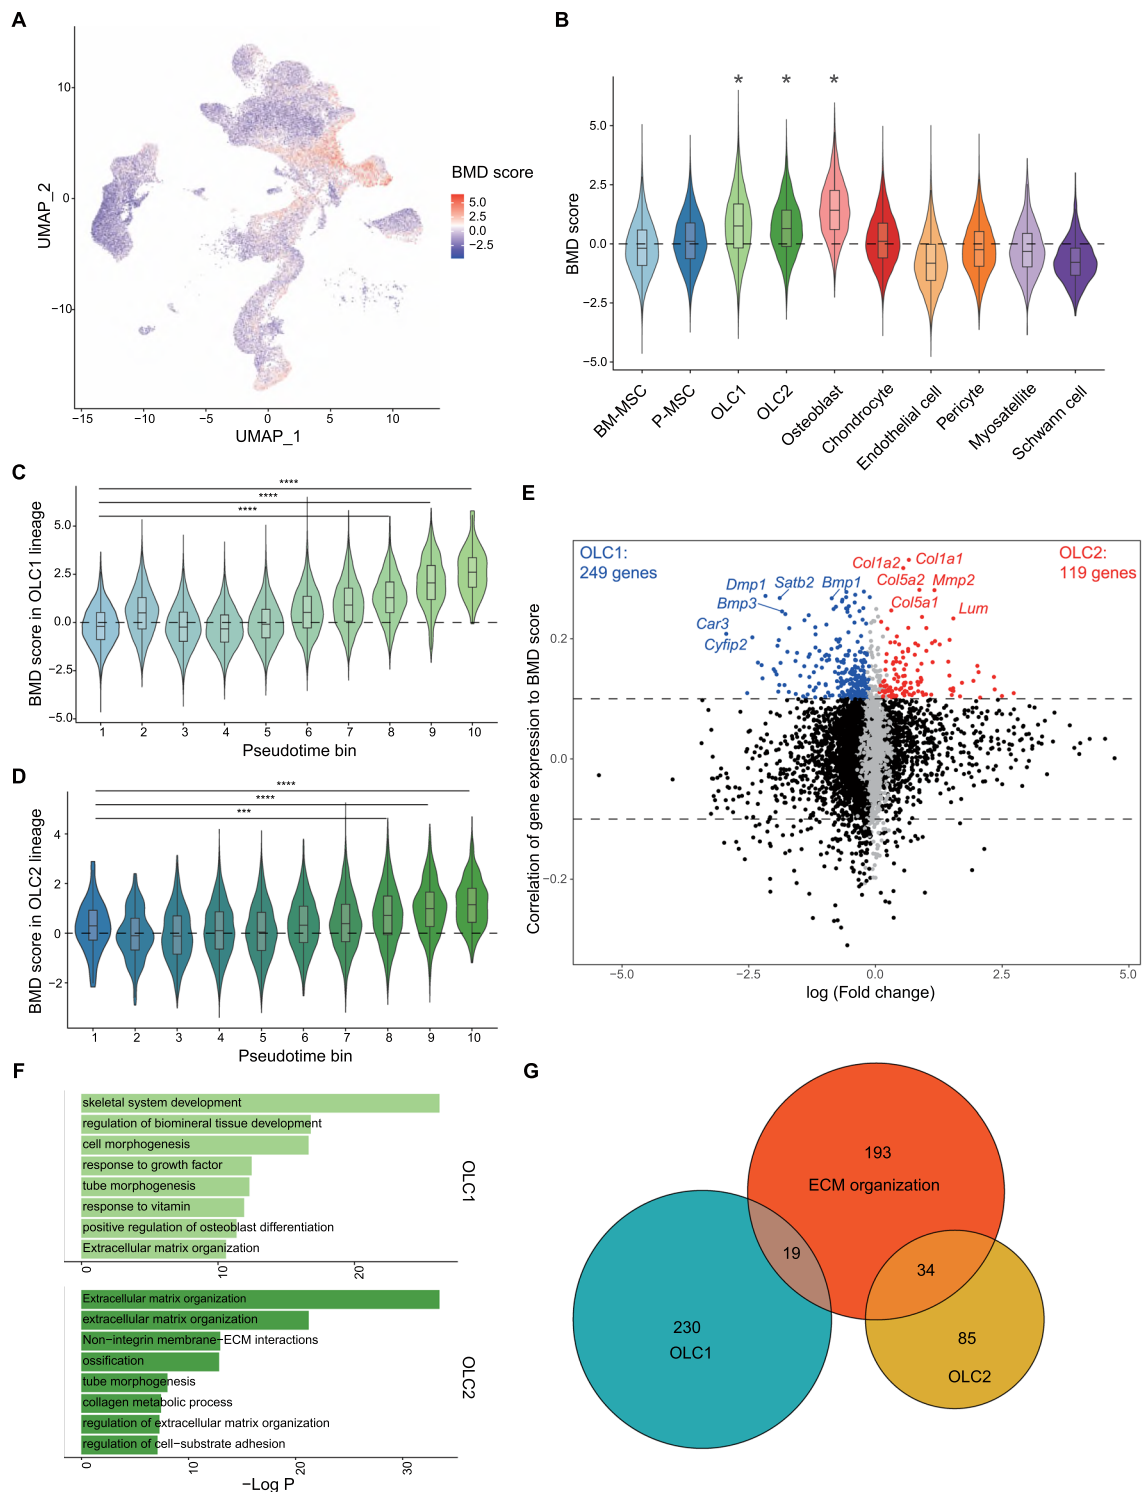 A
10
0
−10
UMAP_2
−15
−10
−5
0
5
10
UMAP_1
BMD score
5.0
2.5
0.0
−2.5
B
* * *
5.0
2.5
0.0
−2.5
−5.0
BMD score
BM-MSC
P-MSC
OLC1
OLC2
Osteoblast
Chondrocyte
Endothelial cell
Pericyte
Myosatellite
Schwann cell
C
****
****
****
5.0
2.5
0.0
−2.5
−5.0
BMD score in OLC1 lineage
1 2 3 4 5 6 7 8 9 10
Pseudotime bin
D
****
****
***
4
2
0
−2
BMD score in OLC2 lineage
1 2 3 4 5 6 7 8 9 10
Pseudotime bin
E
OLC1:
249 genes
OLC2:
119 genes
Col1a2
Col1a1
Dmp1
Satb2
Bmp1
Col5a2
Mmp2
Bmp3
Col5a1
Lum
Car3
Cyfip2
0.2
0.0
−0.2
Correlation of gene expression to BMD score
−5.0
−2.5
0.0
2.5
5.0
log (Fold change)
F
skeletal system development
regulation of biomineral tissue development
cell morphogenesis
response to growth factor
tube morphogenesis
response to vitamin
positive regulation of osteoblast differentiation
Extracellular matrix organization
OLC1
0
10
20
Extracellular matrix organization
extracellular matrix organization
Non−integrin membrane−ECM interactions
ossification
tube morphogenesis
collagen metabolic process
regulation of extracellular matrix organization
regulation of cell−substrate adhesion
OLC2
0
10
20
30
−Log P
G
193
ECM organization
19
34
230
OLC1
85
OLC2